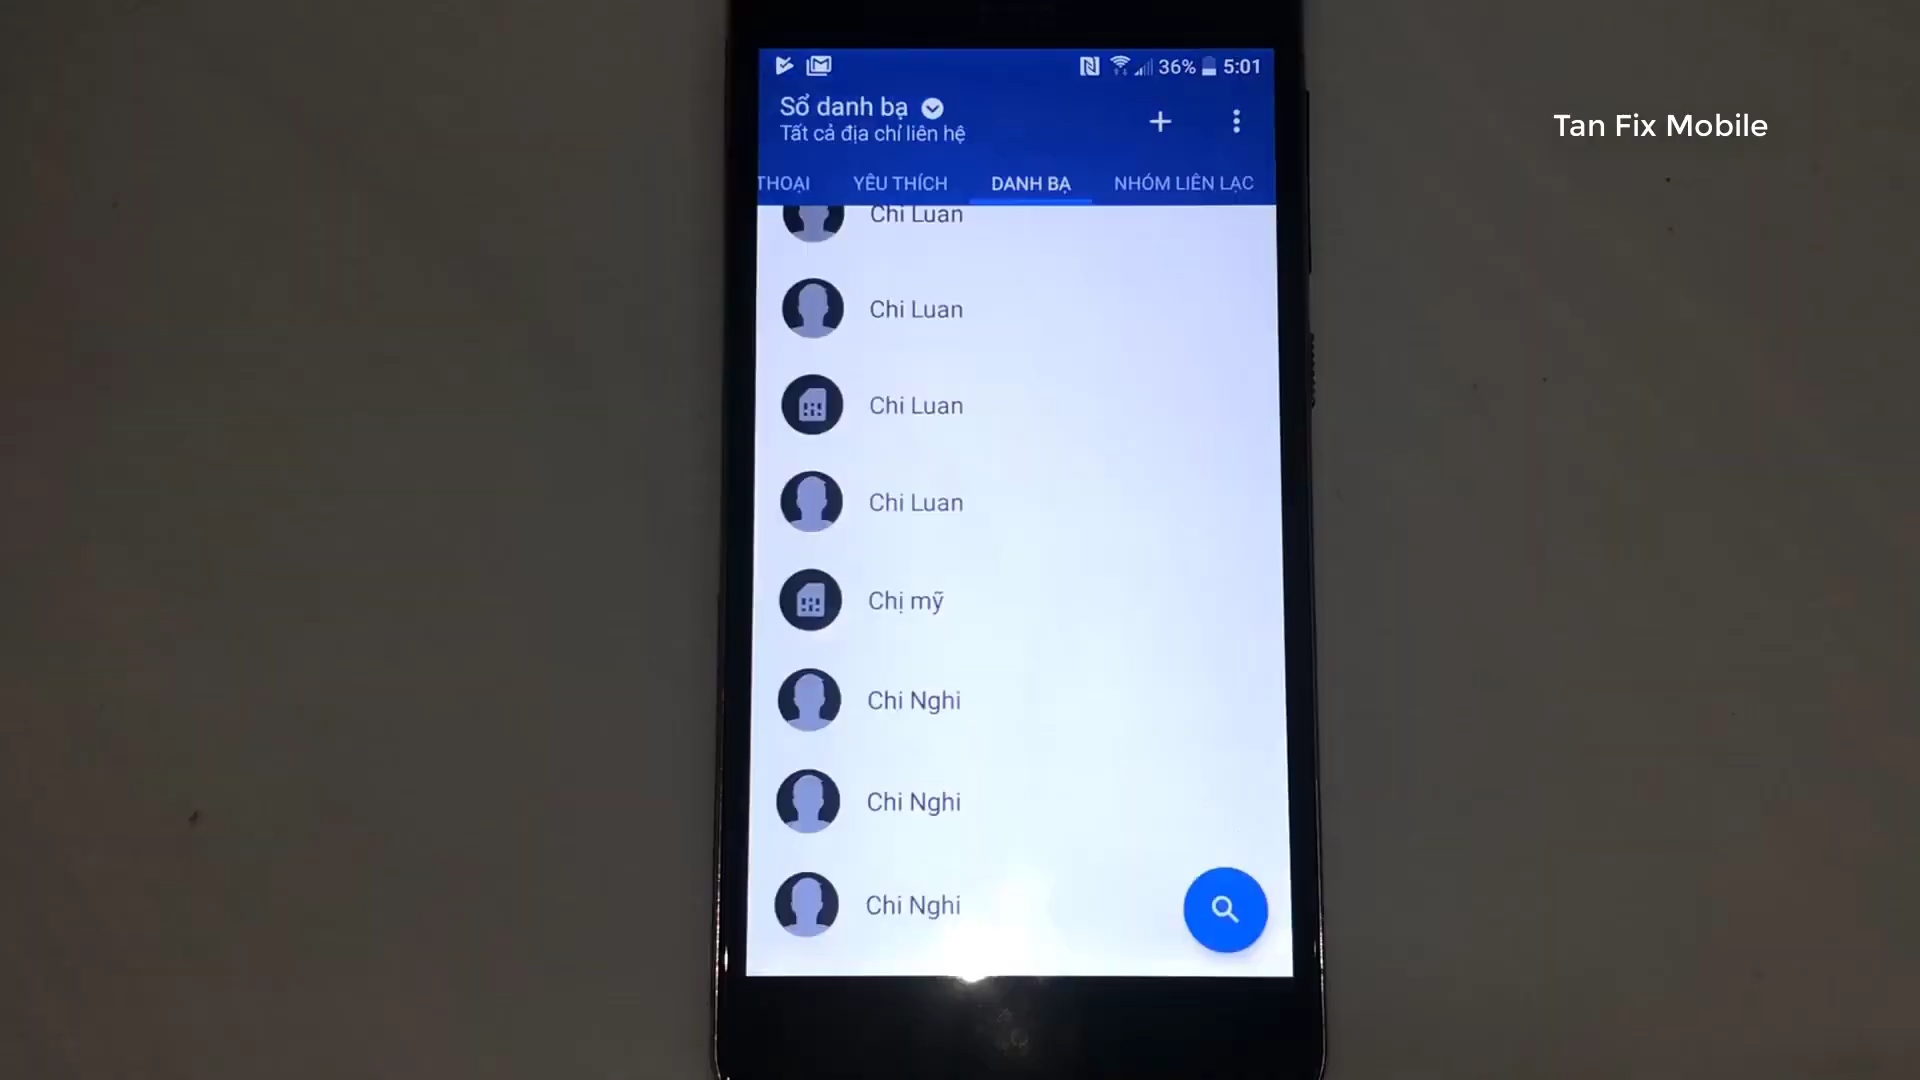 36% 5:01
Sổ danh bạ
Tất cả địa chỉ liên hệ
THOẠI YÊU THÍCH DANH BẠ NHÓM LIÊN LẠC
Tan Fix Mobile
Chi Luan
Chi Luan
Chi Luan
Chi Luan
Chị mỹ
Chi Nghi
Chi Nghi
Chi Nghi